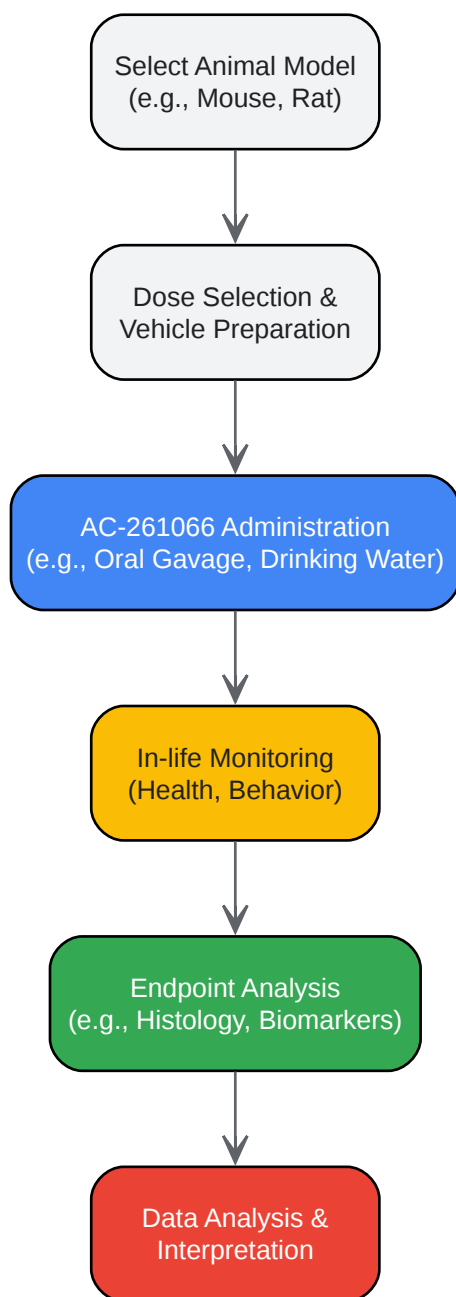 Select Animal Model
(e.g., Mouse, Rat)
Dose Selection &
Vehicle Preparation
AC-261066 Administration
(e.g., Oral Gavage, Drinking Water)
In-life Monitoring
(Health, Behavior)
Endpoint Analysis
(e.g., Histology, Biomarkers)
Data Analysis &
Interpretation